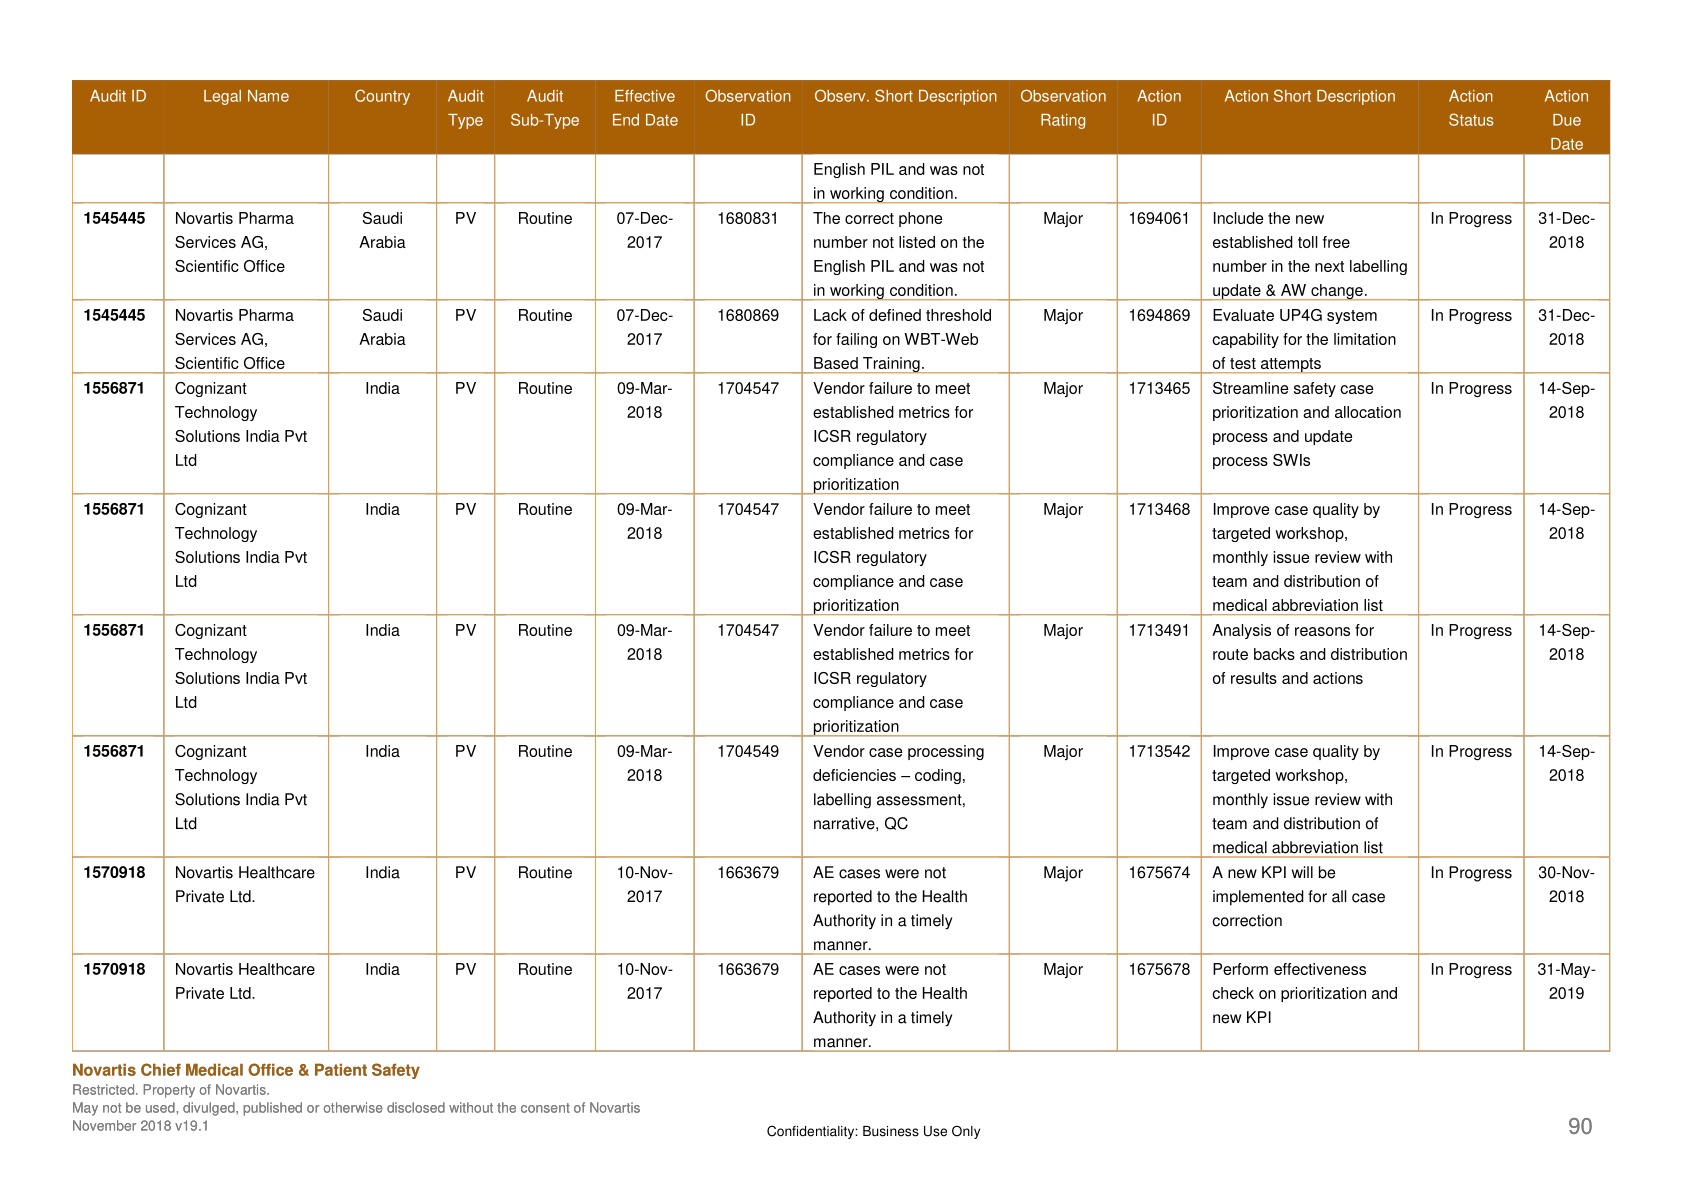 Audit ID Legal Name Country Audit Audit Effective Observation Observ. Short Description Observation Action Action Short Description Action Action
Type Sub-Type End Date ID Rating ID Status Due
Date
English PIL and was not
in working condition.
1545445 Novartis Pharma Saudi PV Routine 07-Dec- 1680831 The correct phone Major 1694061 Include the new In Progress 31-Dec-
Services AG, Arabia 2017 number not listed on the established toll free 2018
Scientific Office English PIL and was not number in the next labelling
in working condition. update & AW change.
1545445 Novartis Pharma Saudi PV Routine 07-Dec- 1680869 Lack of defined threshold Major 1694869 Evaluate UP4G system In Progress 31-Dec-
Services AG, Arabia 2017 for failing on WBT-Web capability for the limitation 2018
Scientific Office Based Training. of test attempts
1556871 Cognizant India PV Routine 09-Mar- 1704547 Vendor failure to meet Major 1713465 Streamline safety case In Progress 14-Sep-
Technology 2018 established metrics for prioritization and allocation 2018
Solutions India Pvt ICSR regulatory process and update
Ltd compliance and case process SWIs
prioritization
1556871 Cognizant India PV Routine 09-Mar- 1704547 Vendor failure to meet Major 1713468 Improve case quality by In Progress 14-Sep-
Technology 2018 established metrics for targeted workshop, 2018
Solutions India Pvt ICSR regulatory monthly issue review with
Ltd compliance and case team and distribution of
prioritization medical abbreviation list
1556871 Cognizant India PV Routine 09-Mar- 1704547 Vendor failure to meet Major 1713491 Analysis of reasons for In Progress 14-Sep-
Technology 2018 established metrics for route backs and distribution 2018
Solutions India Pvt ICSR regulatory of results and actions
Ltd compliance and case
prioritization
1556871 Cognizant India PV Routine 09-Mar- 1704549 Vendor case processing Major 1713542 Improve case quality by In Progress 14-Sep-
Technology 2018 deficiencies – coding, targeted workshop, 2018
Solutions India Pvt labelling assessment, monthly issue review with
Ltd narrative, QC team and distribution of
medical abbreviation list
1570918 Novartis Healthcare India PV Routine 10-Nov- 1663679 AE cases were not Major 1675674 A new KPI will be In Progress 30-Nov-
Private Ltd. 2017 reported to the Health implemented for all case 2018
Authority in a timely correction
manner.
1570918 Novartis Healthcare India PV Routine 10-Nov- 1663679 AE cases were not Major 1675678 Perform effectiveness In Progress 31-May-
Private Ltd. 2017 reported to the Health check on prioritization and 2019
Authority in a timely new KPI
manner.
Novartis Chief Medical Office & Patient Safety
Restricted. Property of Novartis.
May not be used, divulged, published or otherwise disclosed without the consent of Novartis
November 2018 v19.1
Confidentiality: Business Use Only
90